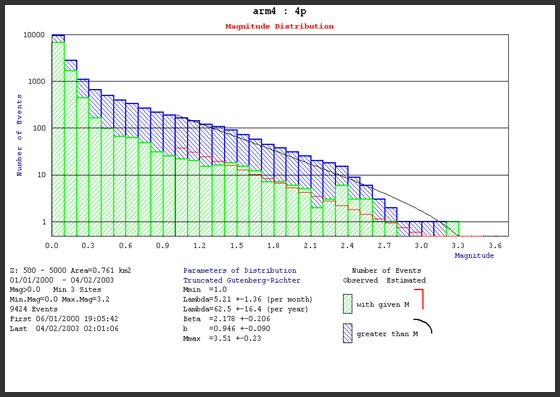 arm4 : 4p
Magnitude Distribution
10000
1000
100
10
1
Number of Events
0.0 0.3 0.6 0.9 1.2 1.5 1.8 2.1 2.4 2.7 3.0 3.3 3.6
Magnitude
Z: 500 - 5000 Area=0.761 km2
01/01/2000 - 04/02/2003
Mag>0.0 Min 3 Sites
Min.Mag=0.0 Max.Mag=3.2
9424 Events
First 06/01/2000 19:05:42
Last 04/02/2003 02:01:06
Parameters of Distribution
Truncated Gutenberg-Richter
Mmin =1.0
Lambda=5.21 +-1.36 (per month)
Lambda=62.5 +-16.4 (per year)
Beta =2.178 +-0.206
b =0.946 +-0.090
Mmax =3.51 +-0.23
Number of Events
Observed Estimated
with given M
greater than M